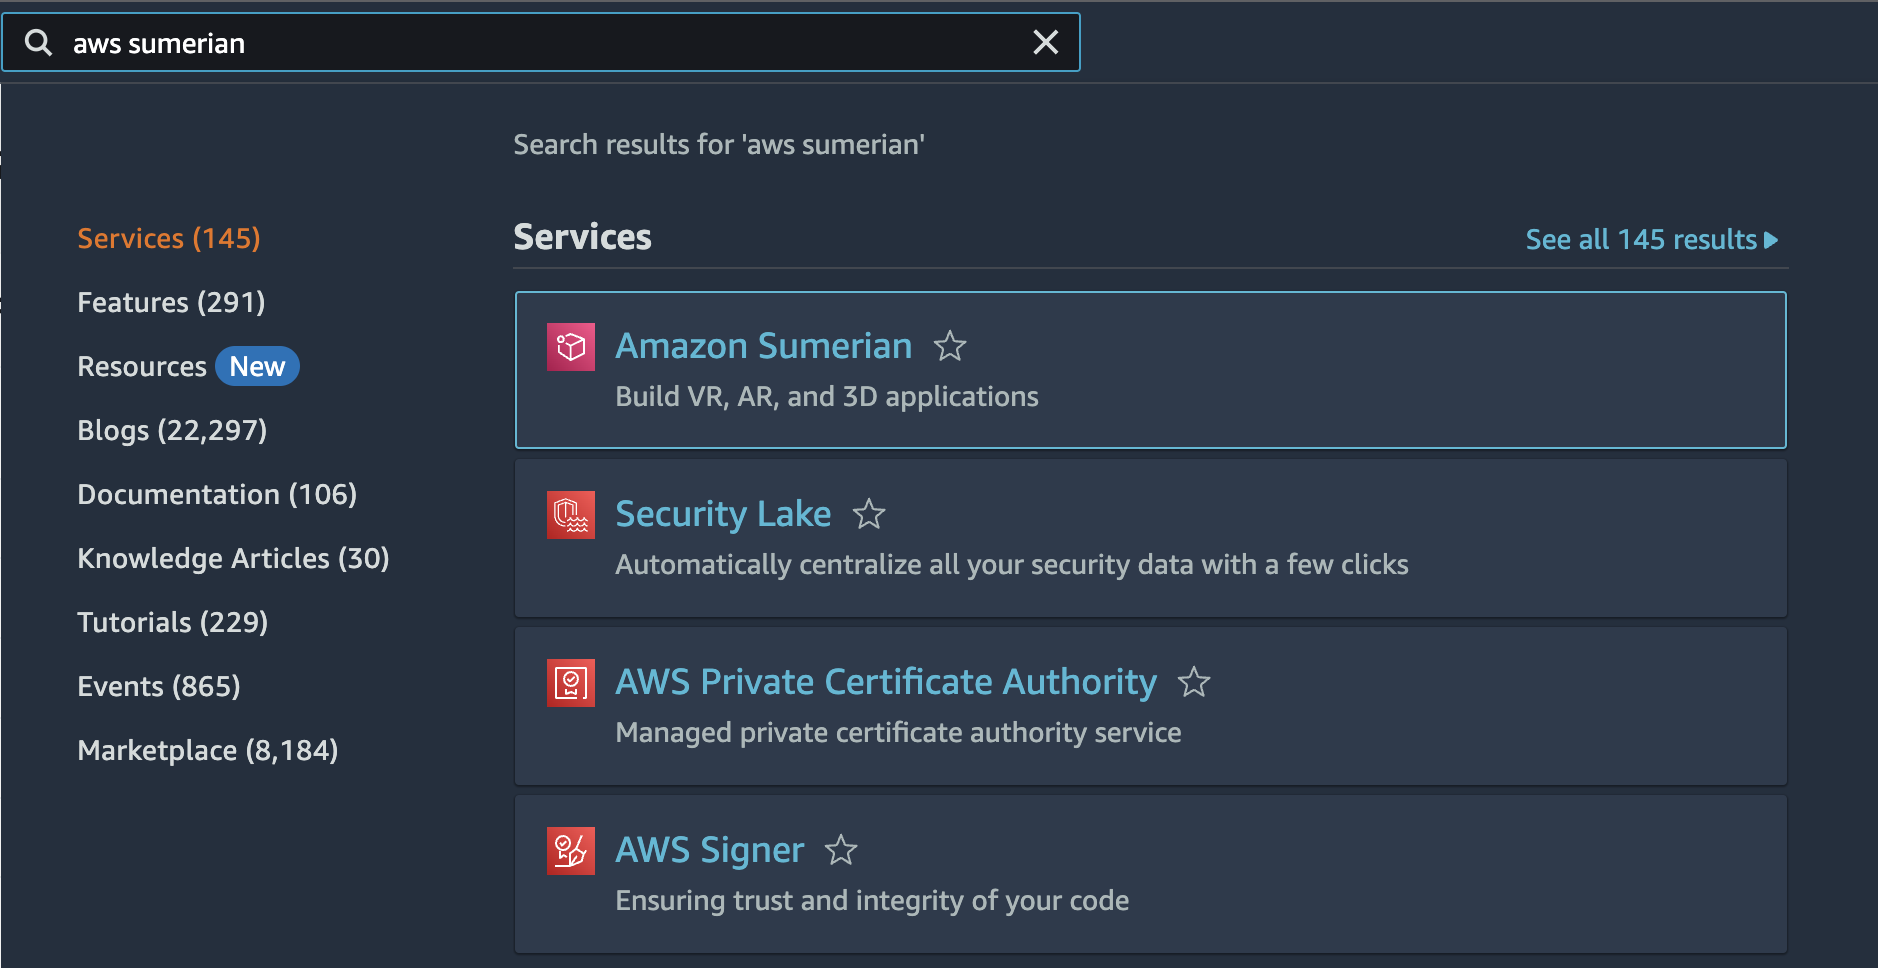 aws sumerian
Search results for 'aws sumerian'
Services (145)
Features (291)
Resources New
Blogs (22,297)
Documentation (106)
Knowledge Articles (30)
Tutorials (229)
Events (865)
Marketplace (8,184)
Services
See all 145 results
Amazon Sumerian
Build VR, AR, and 3D applications
Security Lake
Automatically centralize all your security data with a few clicks
AWS Private Certificate Authority
Managed private certificate authority service
AWS Signer
Ensuring trust and integrity of your code